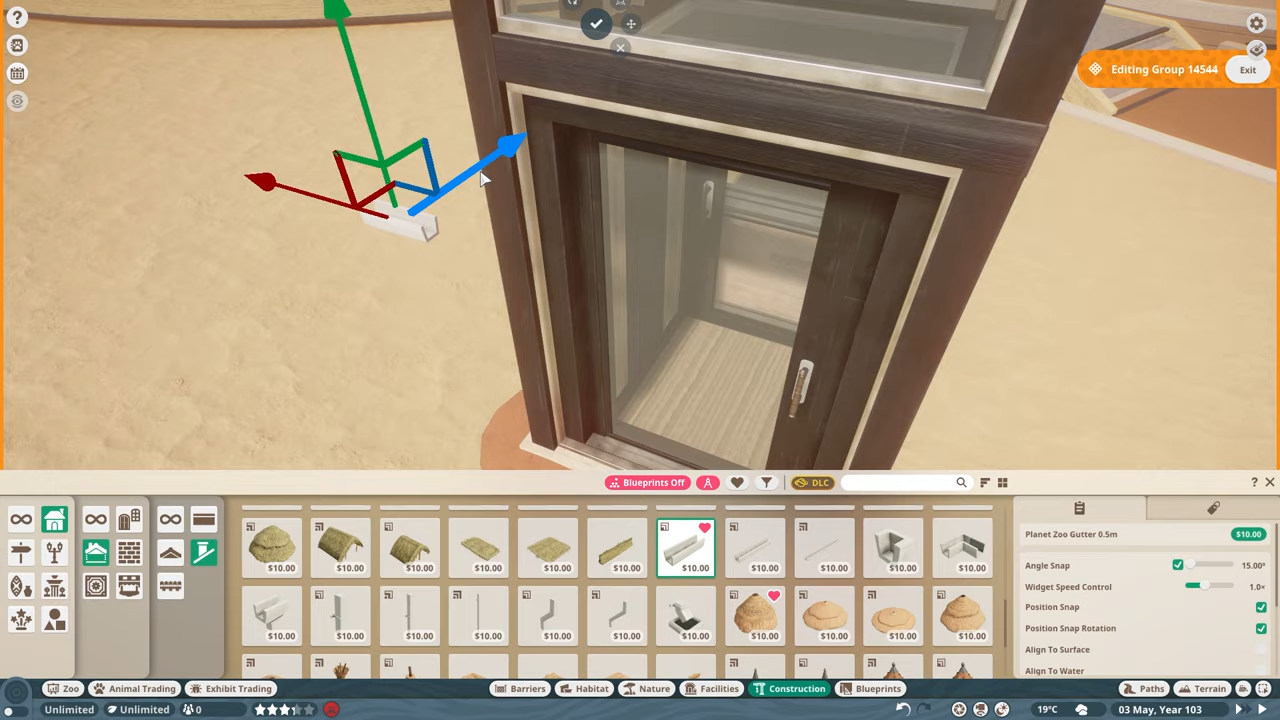 ?
Editing Group 14544 Exit
Blueprints Off DLC ?
$10.00 $10.00 $10.00 $10.00 $10.00 $10.00 $10.00 $10.00 $10.00 $10.00 $10.00
$10.00 $10.00 $10.00 $10.00 $10.00 $10.00 $10.00 $10.00 $10.00 $10.00 $10.00
Planet Zoo Gutter 0.5m $10.00
Angle Snap 15.00°
Widget Speed Control 1.0×
Position Snap
Position Snap Rotation
Align To Surface
Align To Water
Zoo Animal Trading Exhibit Trading Barriers Habitat Nature Facilities Construction Blueprints Paths Terrain
Unlimited Unlimited 0 19°C 03 May, Year 103